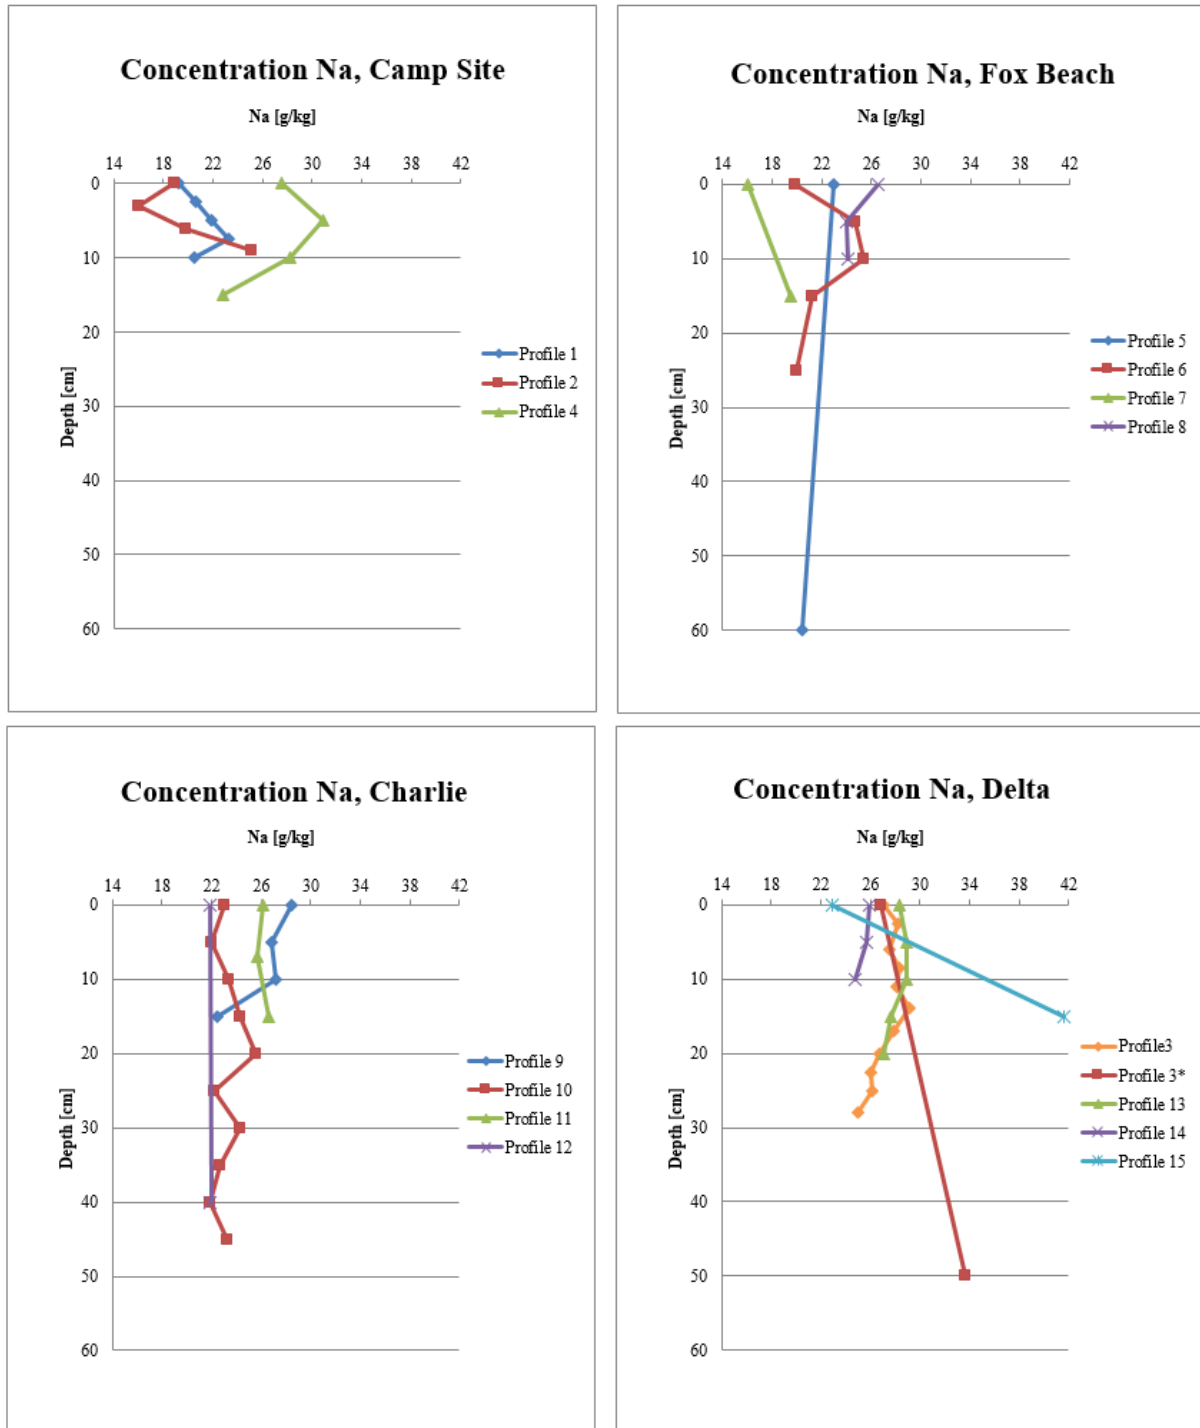 Concentration Na, Camp Site
Na [g/kg]
14 18 22 26 30 34 38 42
0
10
20
30
40
50
60
Depth [cm]
Profile 1
Profile 2
Profile 4
Concentration Na, Fox Beach
Na [g/kg]
14 18 22 26 30 34 38 42
0
10
20
30
40
50
60
Depth [cm]
Profile 5
Profile 6
Profile 7
Profile 8
Concentration Na, Charlie
Na [g/kg]
14 18 22 26 30 34 38 42
0
10
20
30
40
50
60
Depth [cm]
Profile 9
Profile 10
Profile 11
Profile 12
Concentration Na, Delta
Na [g/kg]
14 18 22 26 30 34 38 42
0
10
20
30
40
50
60
Depth [cm]
Profile3
Profile 3*
Profile 13
Profile 14
Profile 15